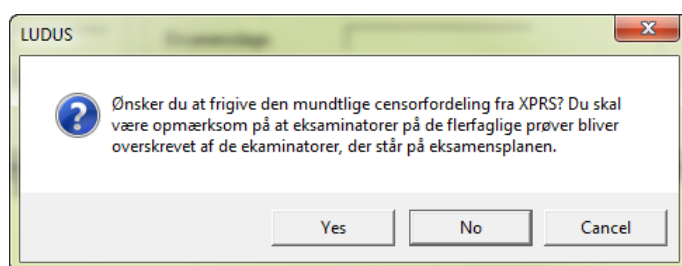 LUDUS
Ønsker du at frigive den mundtlige censorfordeling fra XPRS? Du skal
være opmærksom på at eksaminatorer på de flerfaglige prøver bliver
overskrevet af de ekaminatorer, der står på eksamensplanen.
Yes No Cancel